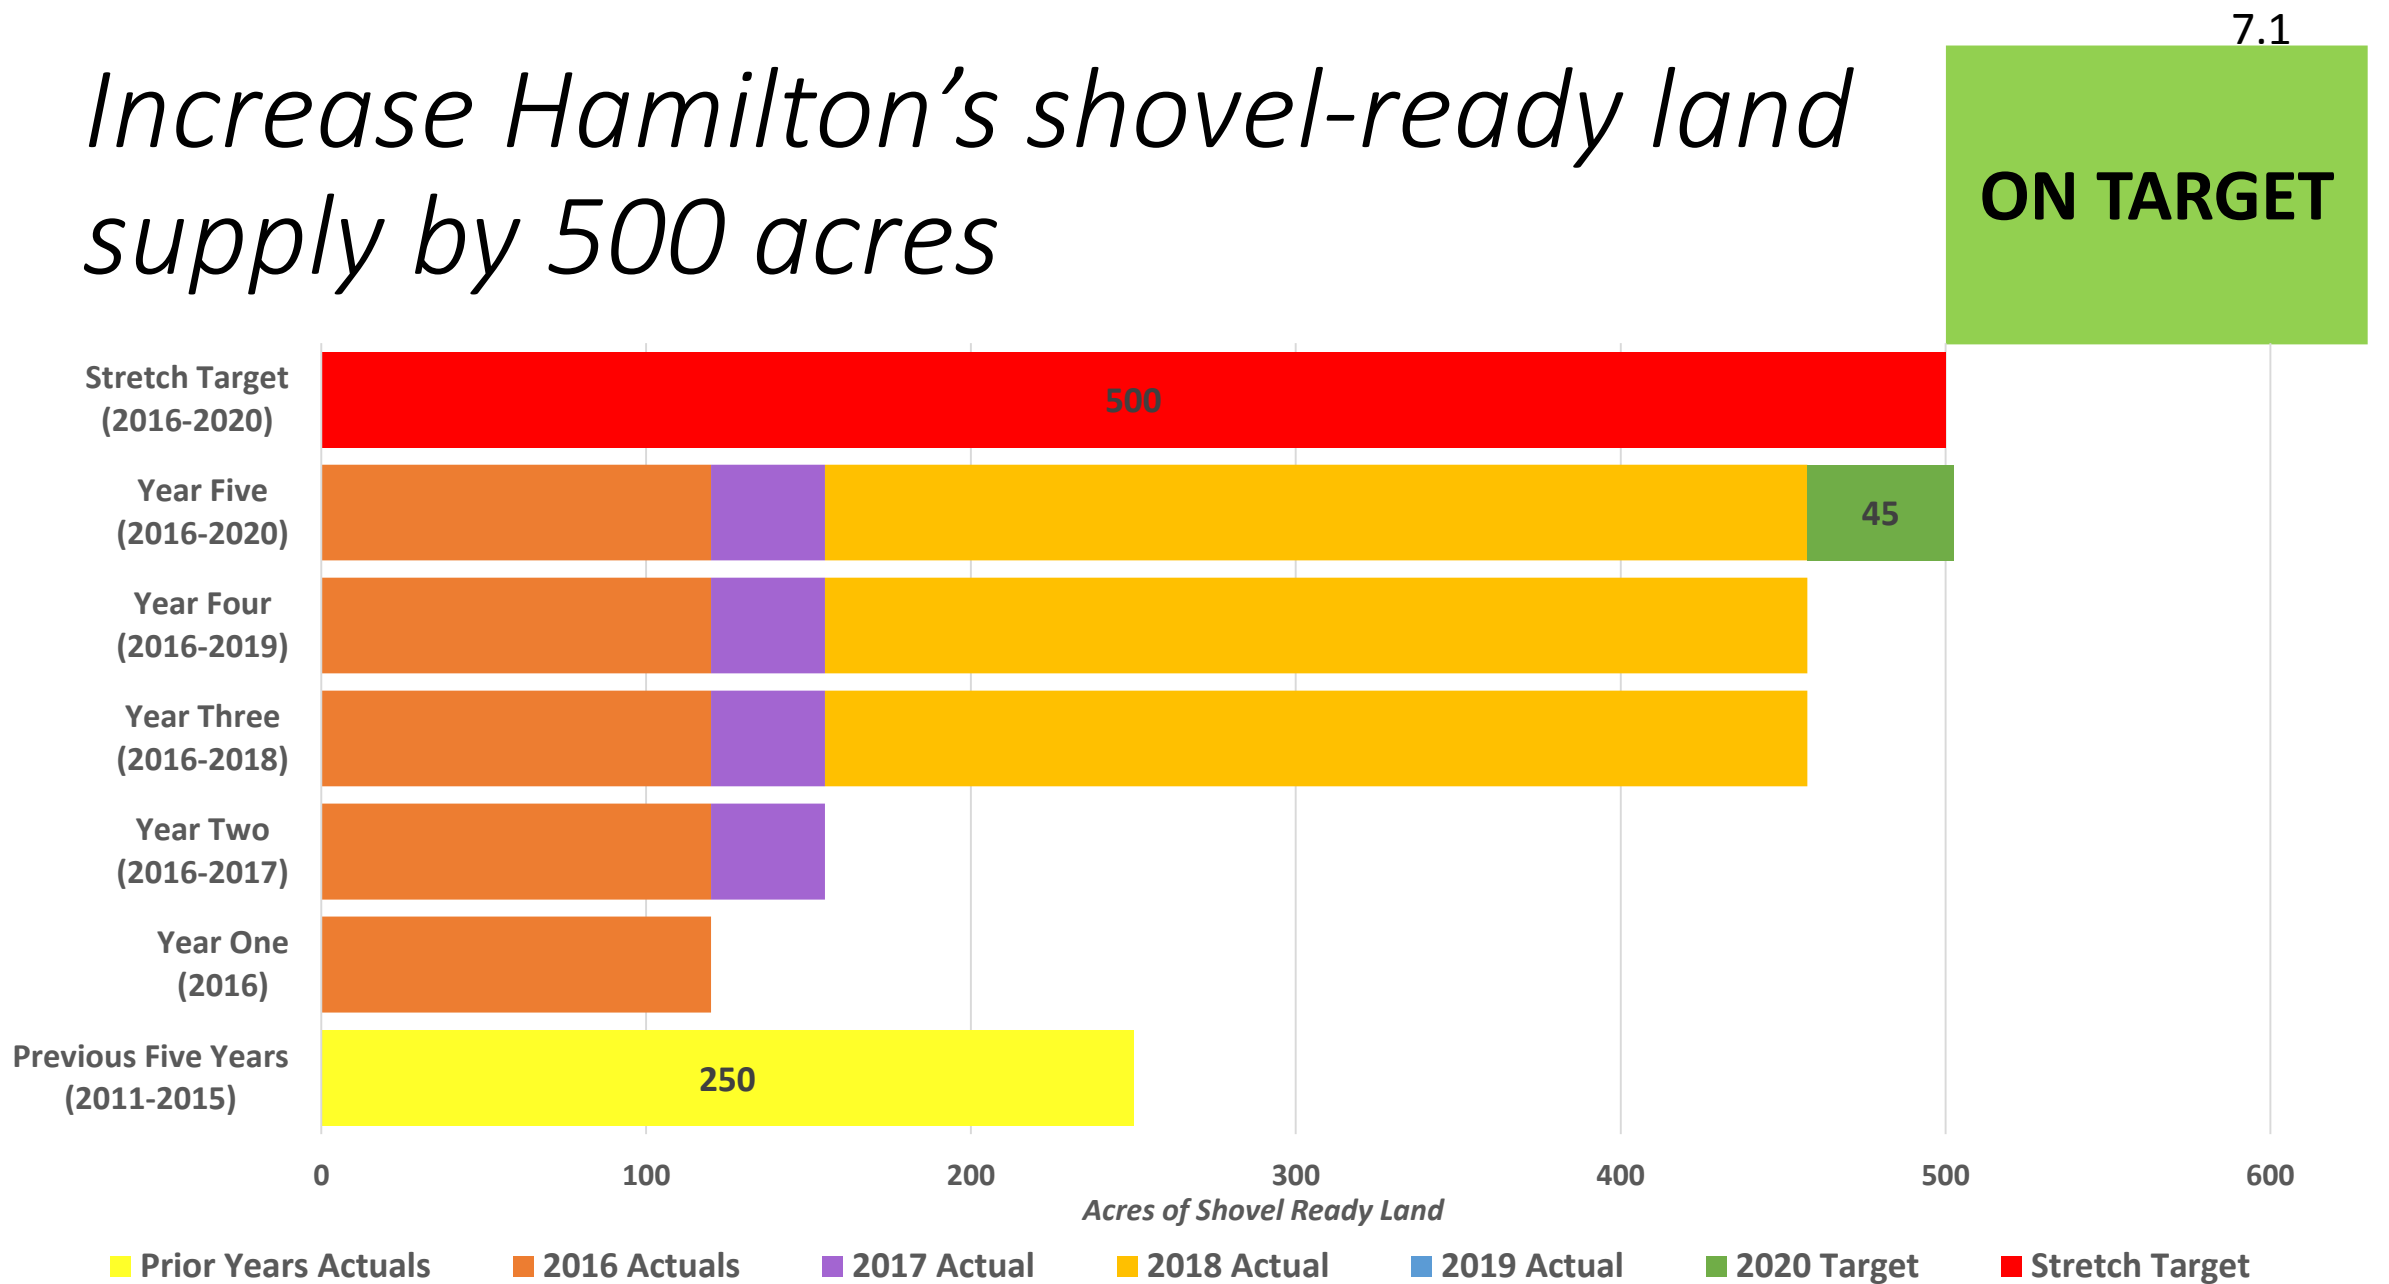 7.1
Increase Hamilton’s shovel-ready land
supply by 500 acres
ON TARGET
Stretch Target
(2016-2020)
500
Year Five
(2016-2020)
45
Year Four
(2016-2019)
Year Three
(2016-2018)
Year Two
(2016-2017)
Year One
(2016)
Previous Five Years
(2011-2015)
250
0 100 200 300 400 500 600
Acres of Shovel Ready Land
Prior Years Actuals 2016 Actuals 2017 Actual 2018 Actual 2019 Actual 2020 Target Stretch Target